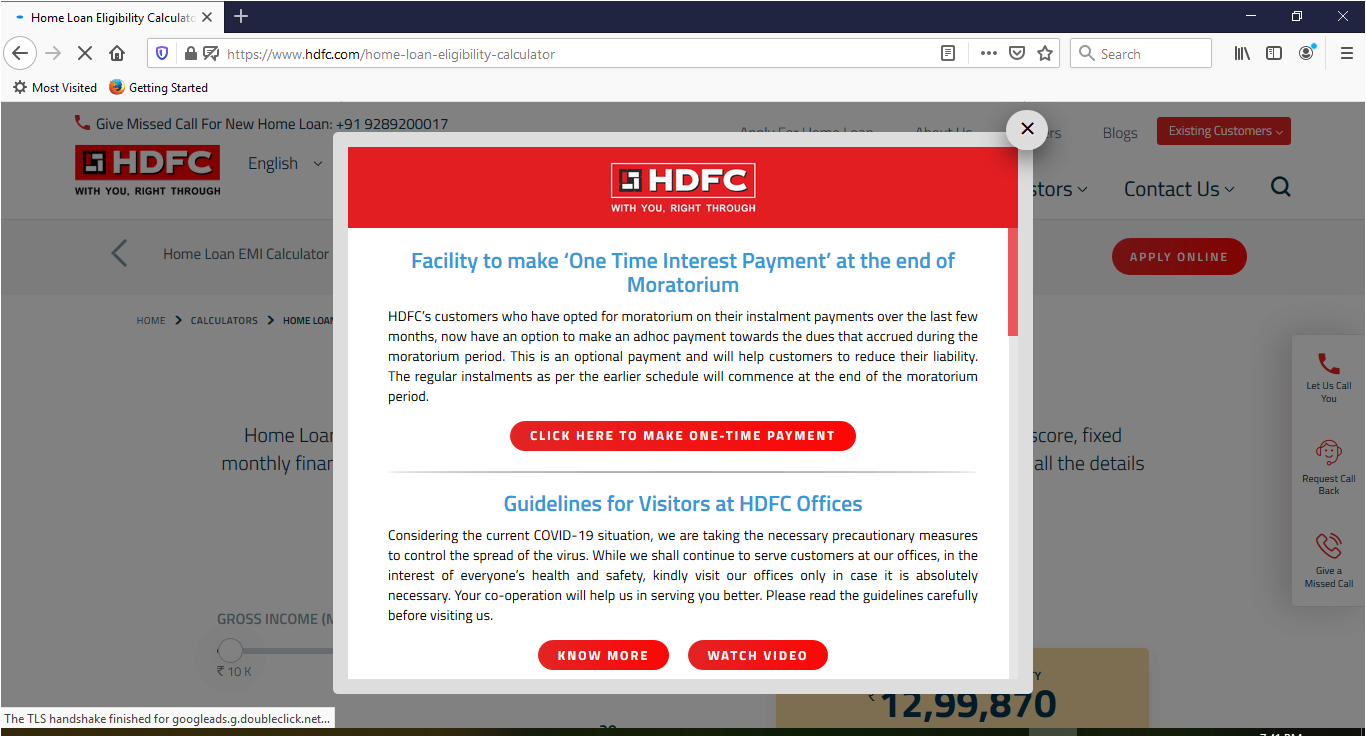 Home Loan Eligibility Calculato
https://www.hdfc.com/home-loan-eligibility-calculator
Search
Most Visited
Getting Started
Give Missed Call For New Home Loan: +91 9289200017
Apply For Home Loan
About Us
Blogs
Existing Customers
HDFC
WITH YOU, RIGHT THROUGH
English
Contact Us
Home Loan EMI Calculator
APPLY ONLINE
HOME
CALCULATORS
HOME LOAN
HDFC
WITH YOU, RIGHT THROUGH
Facility to make ‘One Time Interest Payment’ at the end of
Moratorium
HDFC’s customers who have opted for moratorium on their instalment payments over the last few
months, now have an option to make an adhoc payment towards the dues that accrued during the
moratorium period. This is an optional payment and will help customers to reduce their liability.
The regular instalments as per the earlier schedule will commence at the end of the moratorium
period.
CLICK HERE TO MAKE ONE-TIME PAYMENT
Guidelines for Visitors at HDFC Offices
Considering the current COVID-19 situation, we are taking the necessary precautionary measures
to control the spread of the virus. While we shall continue to serve customers at our offices, in the
interest of everyone’s health and safety, kindly visit our offices only in case it is absolutely
necessary. Your co-operation will help us in serving you better. Please read the guidelines carefully
before visiting us.
KNOW MORE
WATCH VIDEO
Home Loan
score, fixed
monthly finan
all the details
Let Us Call
You
Request Call
Back
Give a
Missed Call
GROSS INCOME (M
₹ 10 K
₹ 12,99,870
The TLS handshake finished for googleads.g.doubleclick.net...